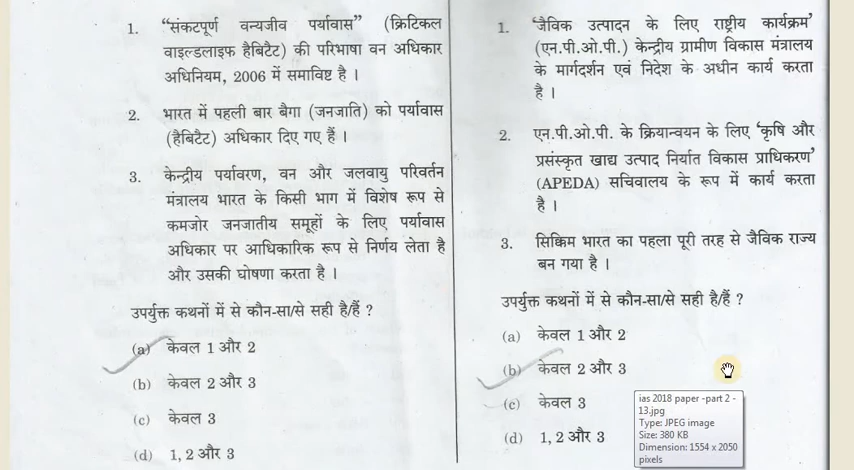 1. “संकटपूर्ण वन्यजीव पर्यावास” (क्रिटिकल
वाइल्डलाइफ हैबिटैट) की परिभाषा वन अधिकार
अधिनियम, 2006 में समाविष्ट है ।
2. भारत में पहली बार बैगा (जनजाति) को पर्यावास
(हैबिटैट) अधिकार दिए गए हैं ।
3. केन्द्रीय पर्यावरण, वन और जलवायु परिवर्तन
मंत्रालय भारत के किसी भाग में विशेष रूप से
कमजोर जनजातीय समूहों के लिए पर्यावास
अधिकार पर आधिकारिक रूप से निर्णय लेता है
और उसकी घोषणा करता है ।
उपर्युक्त कथनों में से कौन-सा/से सही है/हैं ?
(a) केवल 1 और 2
(b) केवल 2 और 3
(c) केवल 3
(d) 1, 2 और 3
1. ‘जैविक उत्पादन के लिए राष्ट्रीय कार्यक्रम’
(एन.पी.ओ.पी.) केन्द्रीय ग्रामीण विकास मंत्रालय
के मार्गदर्शन एवं निदेश के अधीन कार्य करता
है ।
2. एन.पी.ओ.पी. के क्रियान्वयन के लिए ‘कृषि और
प्रसंस्कृत खाद्य उत्पाद निर्यात विकास प्राधिकरण’
(APEDA) सचिवालय के रूप में कार्य करता
है ।
3. सिक्किम भारत का पहला पूरी तरह से जैविक राज्य
बन गया है ।
उपर्युक्त कथनों में से कौन-सा/से सही है/हैं ?
(a) केवल 1 और 2
(b) केवल 2 और 3
(c) केवल 3
(d) 1, 2 और 3
ias 2018 paper -part 2 -
13.jpg
Type: JPEG image
Size: 380 KB
Dimension: 1554 x 2050
pixels